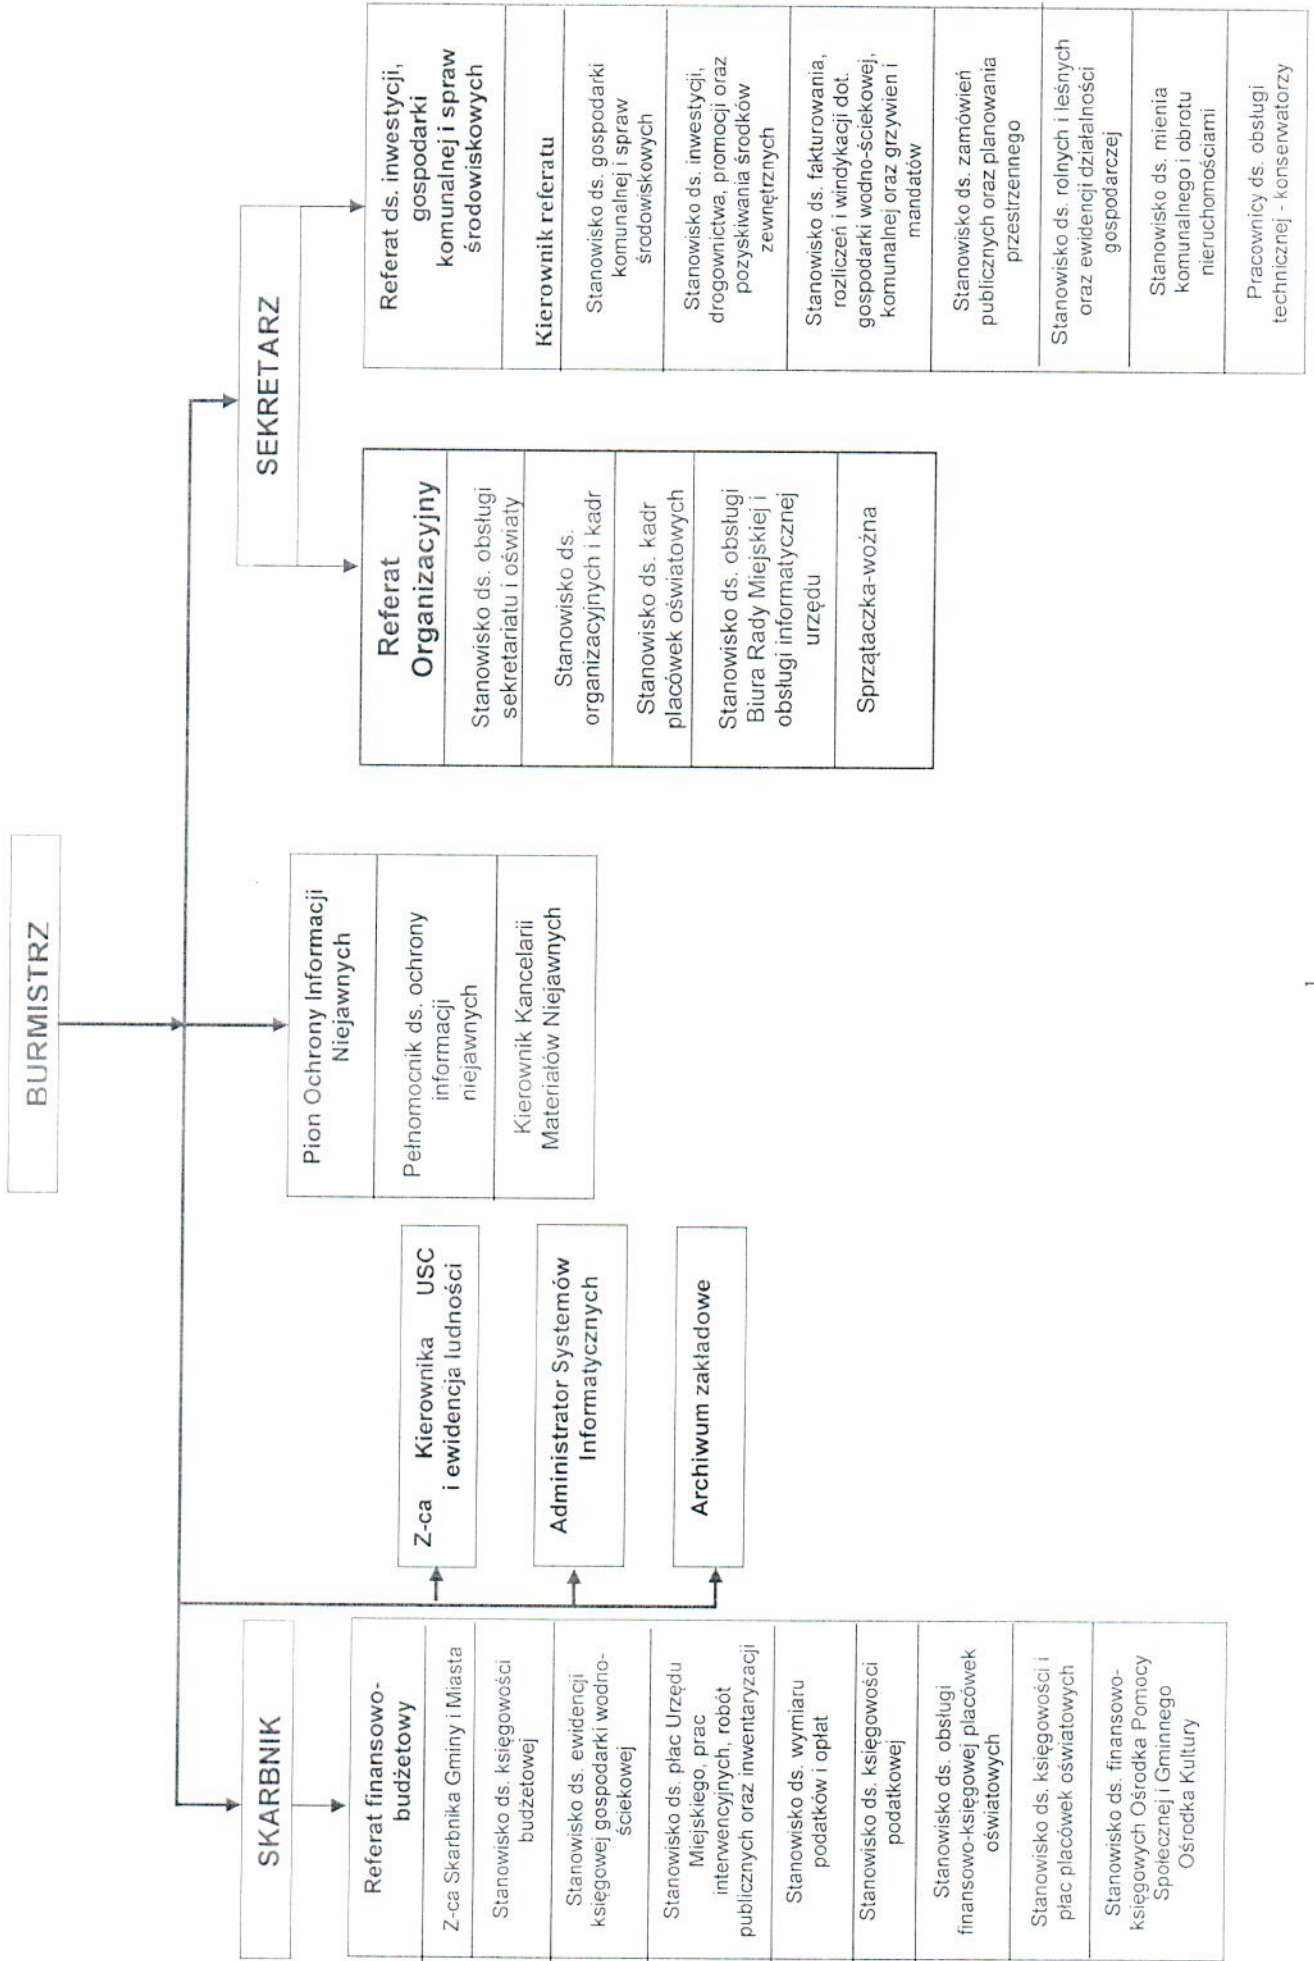 BURMISTRZ
SKARBNIK
Referat finansowo-
budżetowy
Z-ca Skarbnika Gminy i Miasta
Stanowisko ds. księgowości
budżetowej
Stanowisko ds. ewidencji
księgowej gospodarki wodno-
ściekowej
Stanowisko ds. płac Urzędu
Miejskiego, prac
interwencyjnych, robót
publicznych oraz inwentaryzacji
Stanowisko ds. wymiaru
podatków i opłat
Stanowisko ds. księgowości
podatkowej
Stanowisko ds. obsługi
finansowo-księgowej placówek
oświatowych
Stanowisko ds. księgowości i
płac placówek oświatowych
Stanowisko ds. finansowo-
księgowych Ośrodka Pomocy
Społecznej i Gminnego
Ośrodka Kultury
Z-ca Kierownika USC
i ewidencja ludności
Administrator Systemów
Informatycznych
Archiwum zakładowe
Pion Ochrony Informacji
Niejawnych
Pełnomocnik ds. ochrony
informacji
niejawnych
Kierownik Kancelarii
Materiałów Niejawnych
SEKRETARZ
Referat
Organizacyjny
Stanowisko ds. obsługi
sekretariatu i oświaty
Stanowisko ds.
organizacyjnych i kadr
Stanowisko ds. kadr
placówek oświatowych
Stanowisko ds. obsługi
Biura Rady Miejskiej i
obsługi informatycznej
urzędu
Sprzątaczka-woźna
Referat ds. inwestycji,
gospodarki
komunalnej i spraw
środowiskowych
Kierownik referatu
Stanowisko ds. gospodarki
komunalnej i spraw
środowiskowych
Stanowisko ds. inwestycji,
drogownictwa, promocji oraz
pozyskiwania środków
zewnętrznych
Stanowisko ds. fakturowania,
rozliczeń i windykacji dot.
gospodarki wodno-ściekowej,
komunalnej oraz grzywien i
mandatów
Stanowisko ds. zamówień
publicznych oraz planowania
przestrzennego
Stanowisko ds. rolnych i leśnych
oraz ewidencji działalności
gospodarczej
Stanowisko ds. mienia
komunalnego i obrotu
nieruchomościami
Pracownicy ds. obsługi
technicznej - konserwatorzy
1